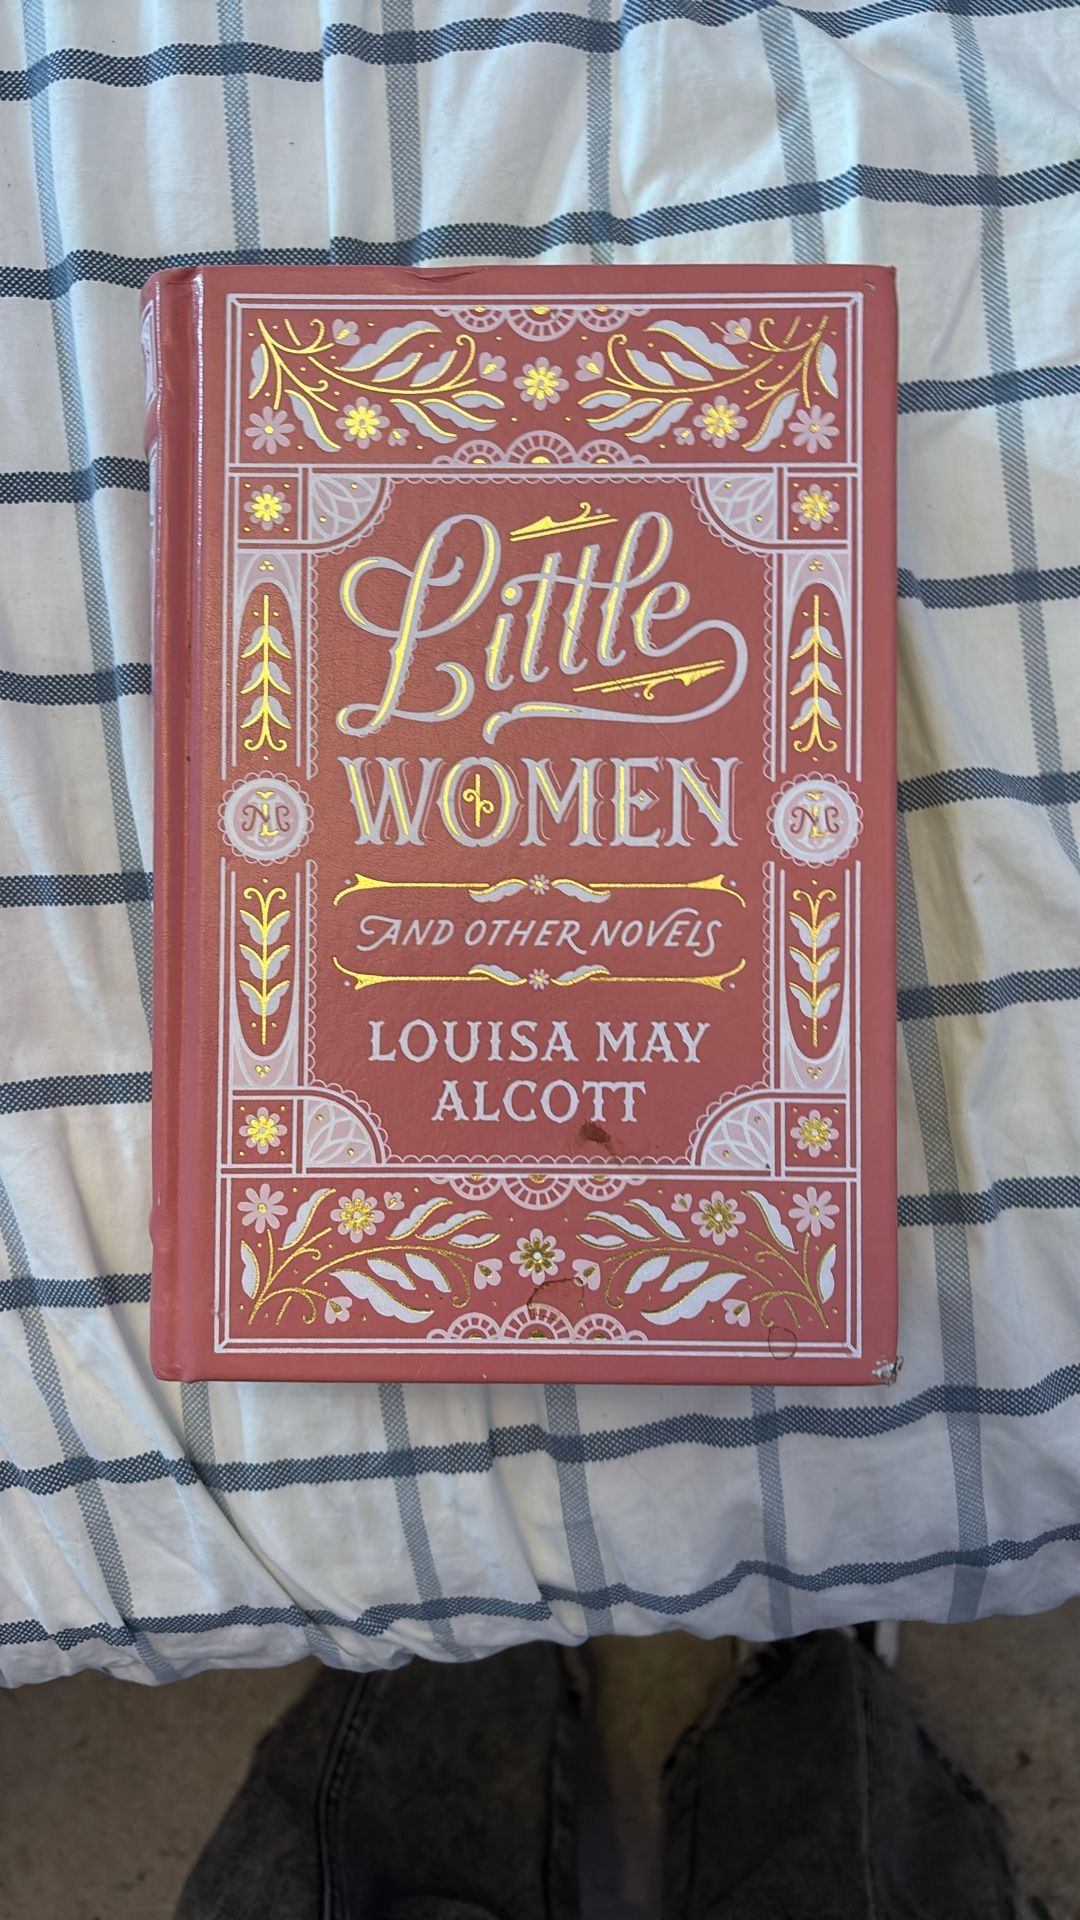 Little
WOMEN
AND OTHER NOVELS
LOUISA MAY
ALCOTT